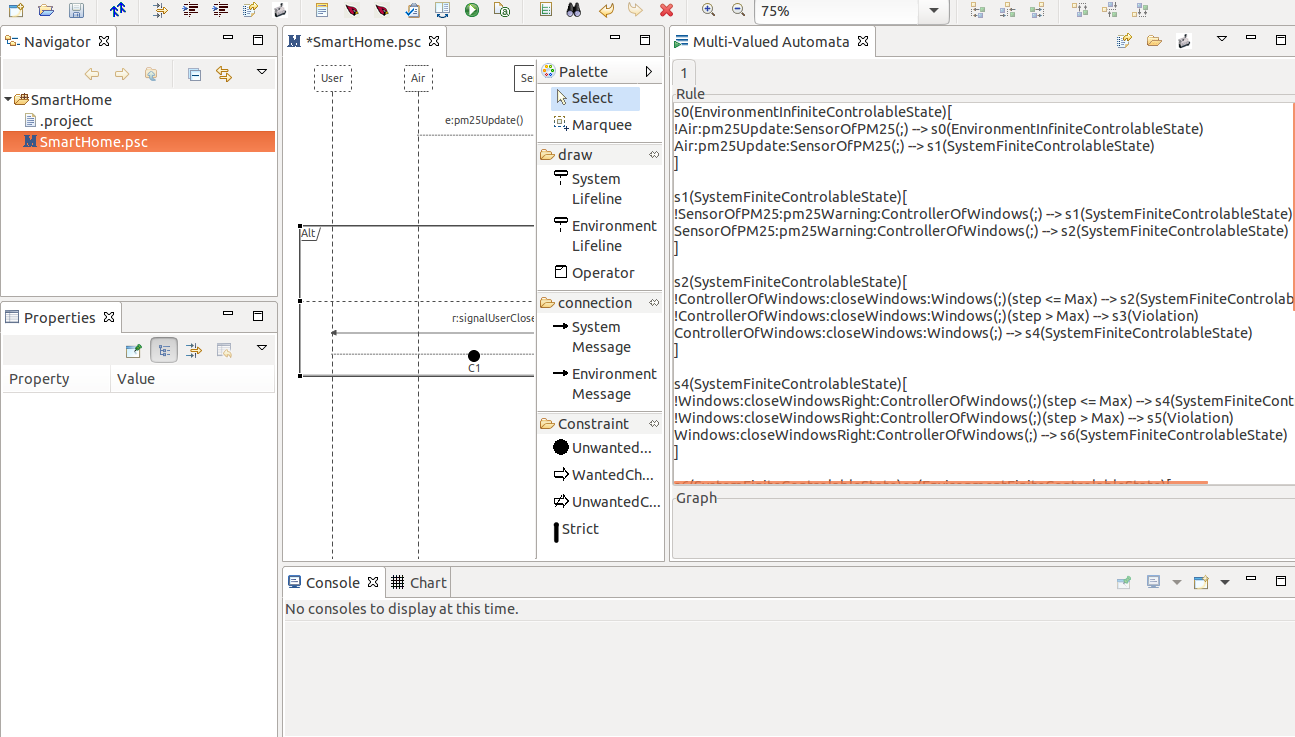 75%
Navigator
SmartHome
.project
SmartHome.psc
Properties
Property Value
*SmartHome.psc
User
Air
Se
e:pm25Update()
Alt
r:signalUserClose
C1
Palette
Select
Marquee
draw
System
Lifeline
Environment
Lifeline
Operator
connection
System
Message
Environment
Message
Constraint
Unwanted...
WantedCh...
UnwantedC...
Strict
Multi-Valued Automata
1
Rule
s0(EnvironmentInfiniteControlableState)[
!Air:pm25Update:SensorOfPM25(;) --> s0(EnvironmentInfiniteControlableState)
Air:pm25Update:SensorOfPM25(;) --> s1(SystemFiniteControlableState)
]
s1(SystemFiniteControlableState)[
!SensorOfPM25:pm25Warning:ControllerOfWindows(;) --> s1(SystemFiniteControlableState)
SensorOfPM25:pm25Warning:ControllerOfWindows(;) --> s2(SystemFiniteControlableState)
]
s2(SystemFiniteControlableState)[
!ControllerOfWindows:closeWindows:Windows(;)(step <= Max) --> s2(SystemFiniteControlab
!ControllerOfWindows:closeWindows:Windows(;)(step > Max) --> s3(Violation)
ControllerOfWindows:closeWindows:Windows(;) --> s4(SystemFiniteControlableState)
]
s4(SystemFiniteControlableState)[
!Windows:closeWindowsRight:ControllerOfWindows(;)(step <= Max) --> s4(SystemFiniteCont
!Windows:closeWindowsRight:ControllerOfWindows(;)(step > Max) --> s5(Violation)
Windows:closeWindowsRight:ControllerOfWindows(;) --> s6(SystemFiniteControlableState)
]
Graph
Console
Chart
No consoles to display at this time.